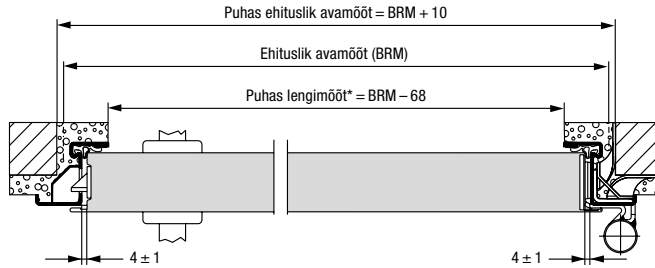 Puhas ehituslik avamõõt = BRM + 10
Ehituslik avamõõt (BRM)
Puhas lengimõõt* = BRM – 68
4 ± 1
4 ± 1